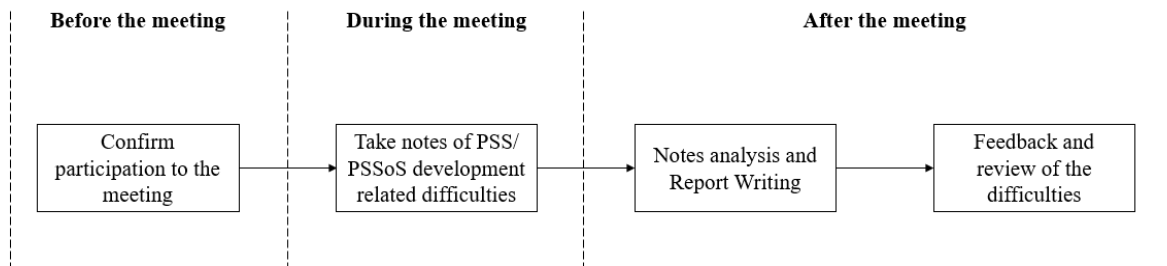 Before the meeting
During the meeting
After the meeting
Confirm
participation to the
meeting
Take notes of PSS/
PSSoS development
related difficulties
Notes analysis and
Report Writing
Feedback and
review of the
difficulties